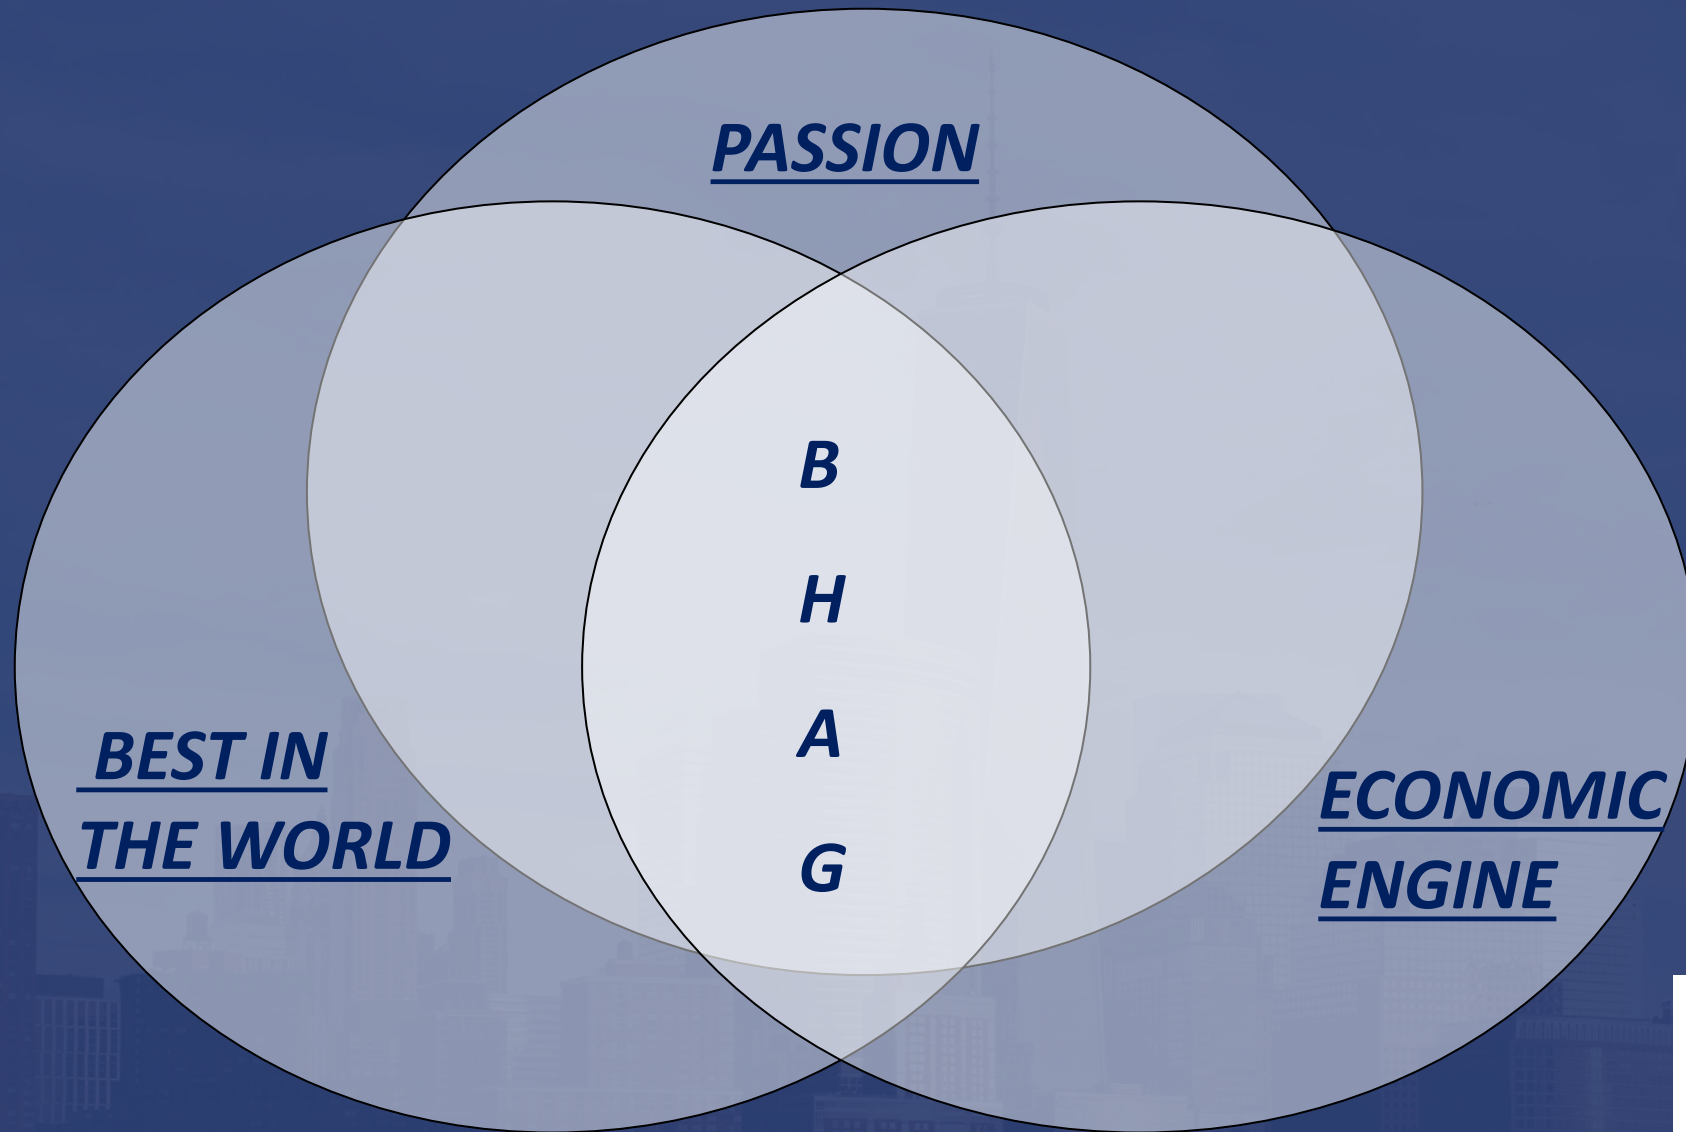 PASSION
B
H
A
G
BEST IN
THE WORLD
ECONOMIC
ENGINE